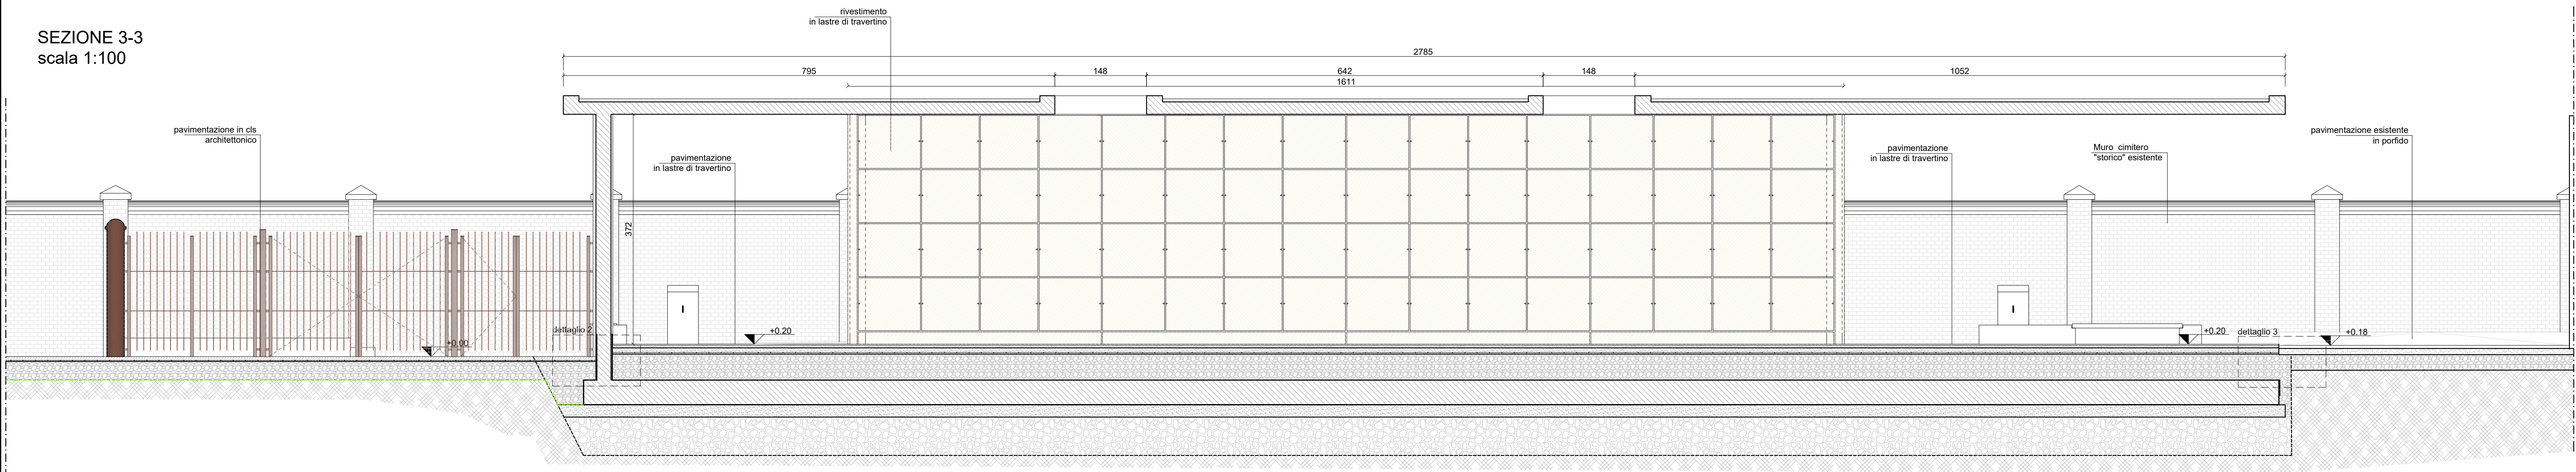 SEZIONE 3-3
scala 1:100
rivestimento
in lastre di travertino
2785
795
148
642
148
1052
1611
pavimentazione in cls
architettonico
pavimentazione
in lastre di travertino
372
pavimentazione
in lastre di travertino
Muro cimitero
"storico" esistente
pavimentazione esistente
in porfido
dettaglio 2
+0.00
+0.20
+0.20
dettaglio 3
+0.18